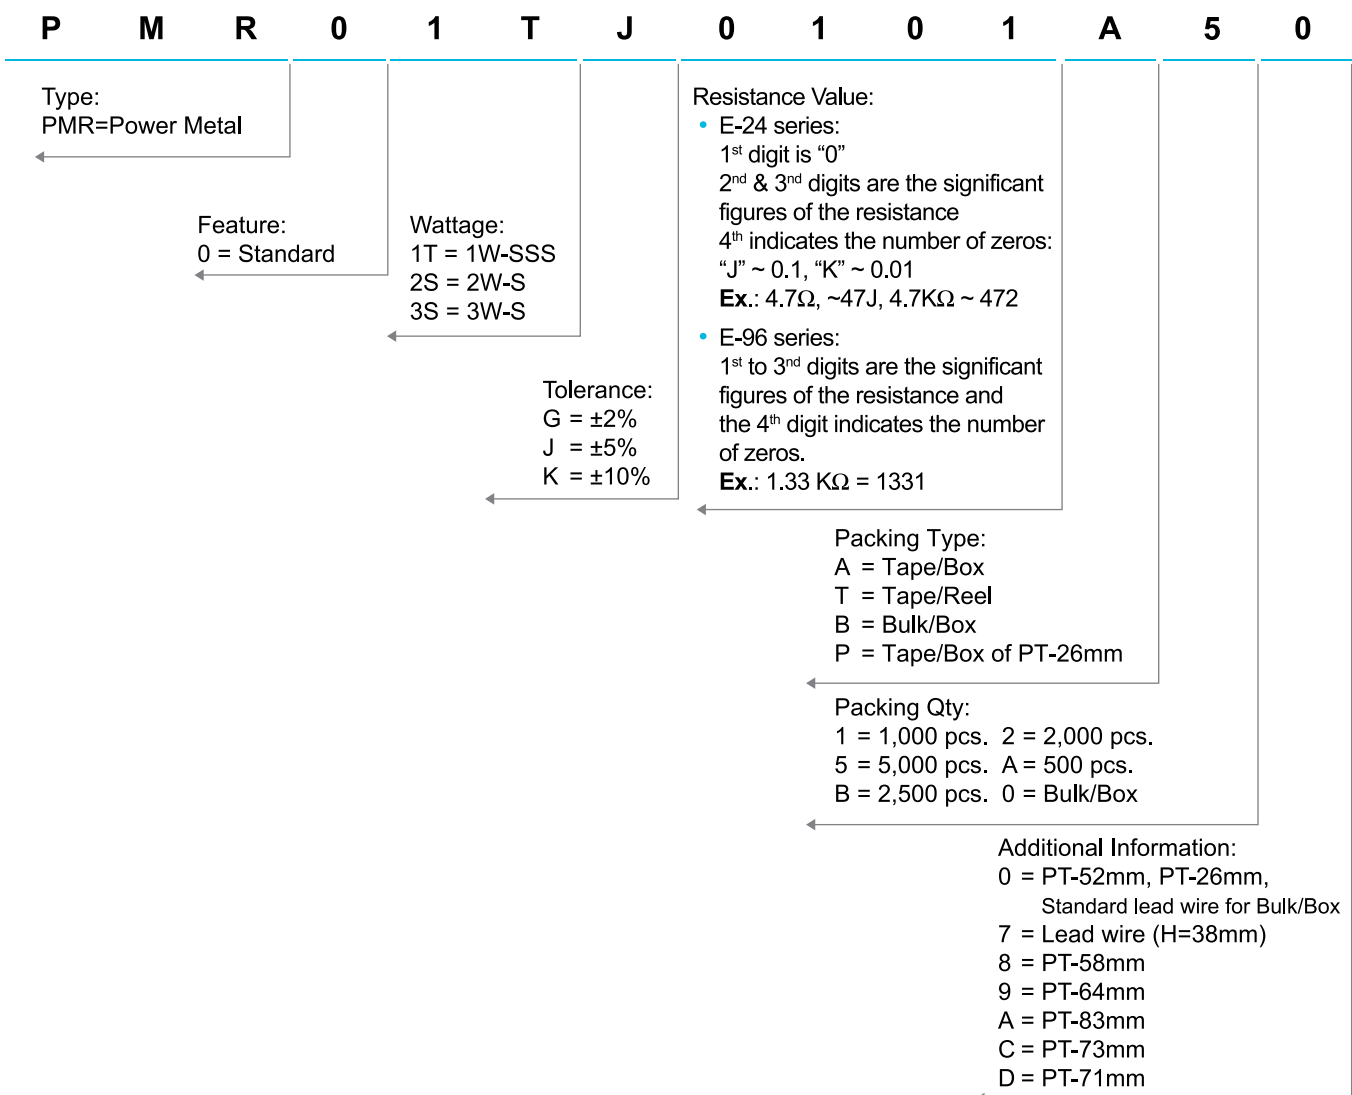 P M R 0 1 T J 0 1 0 1 A 5 0
Type:
PMR=Power Metal
Feature:
0 = Standard
Wattage:
1T = 1W-SSS
2S = 2W-S
3S = 3W-S
Tolerance:
G = ±2%
J = ±5%
K = ±10%
Resistance Value:
• E-24 series:
1st digit is “0”
2nd & 3nd digits are the significant
figures of the resistance
4th indicates the number of zeros:
“J” ~ 0.1, “K” ~ 0.01
Ex.: 4.7Ω, ~47J, 4.7KΩ ~ 472
• E-96 series:
1st to 3nd digits are the significant
figures of the resistance and
the 4th digit indicates the number
of zeros.
Ex.: 1.33 KΩ = 1331
Packing Type:
A = Tape/Box
T = Tape/Reel
B = Bulk/Box
P = Tape/Box of PT-26mm
Packing Qty:
1 = 1,000 pcs. 2 = 2,000 pcs.
5 = 5,000 pcs. A = 500 pcs.
B = 2,500 pcs. 0 = Bulk/Box
Additional Information:
0 = PT-52mm, PT-26mm,
Standard lead wire for Bulk/Box
7 = Lead wire (H=38mm)
8 = PT-58mm
9 = PT-64mm
A = PT-83mm
C = PT-73mm
D = PT-71mm